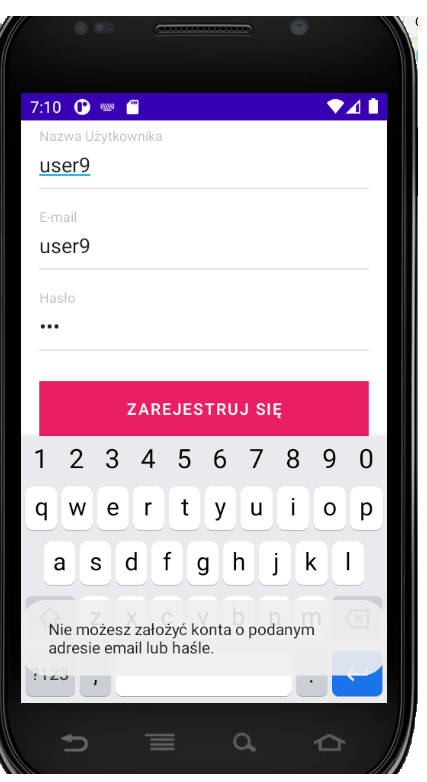 7:10
Nazwa Użytkownika
user9
E-mail
user9
Hasło
•••
ZAREJESTRUJ SIĘ
1 2 3 4 5 6 7 8 9 0
q w e r t y u i o p
a s d f g h j k l
z x c v b n m
Nie możesz założyć konta o podanym
adresie email lub haśle.
?123 , .